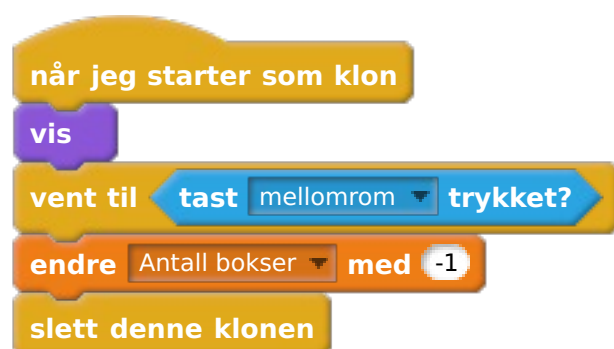 når jeg starter som klon
vis
vent til tast mellomrom trykket?
endre Antall bokser med -1
slett denne klonen